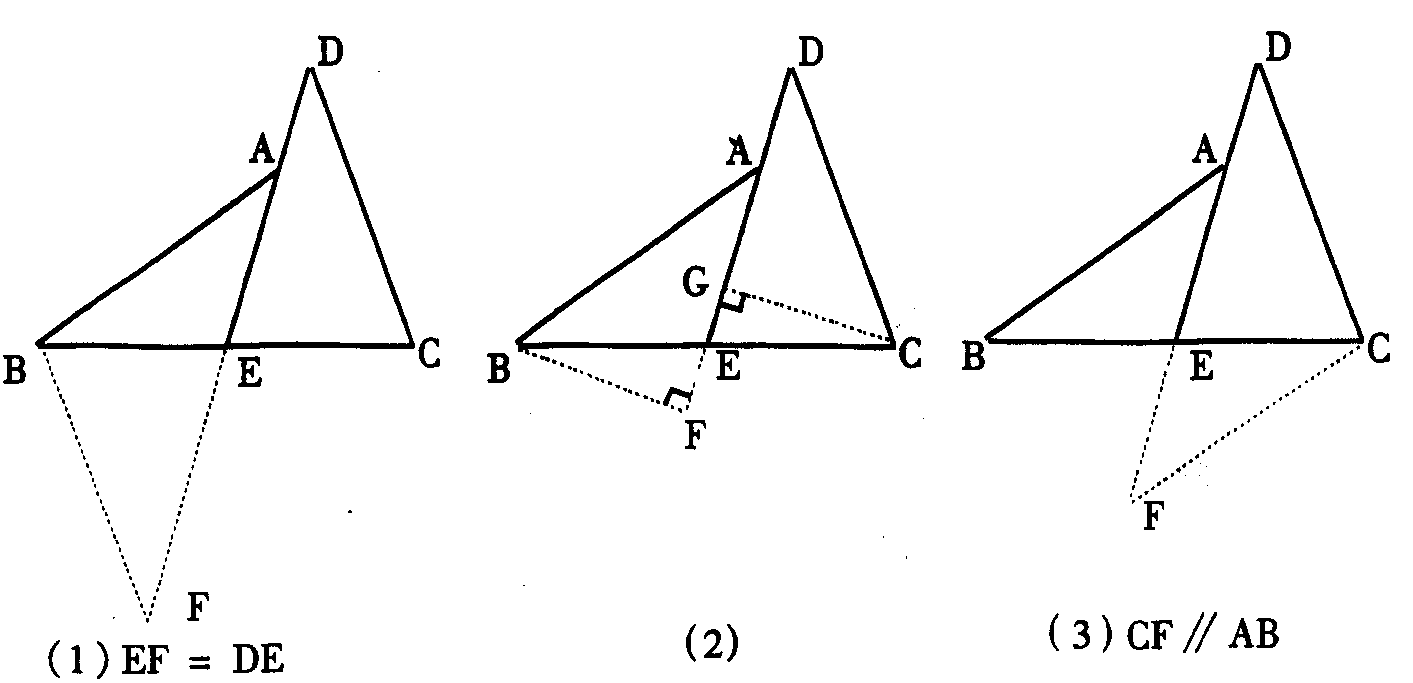 D D D
A A A
G
B E C B E C B E C
F F
F
(1) EF = DE (2) (3) CF // AB